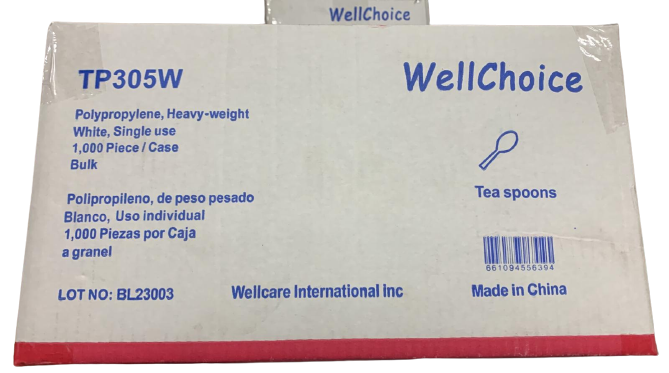 WellChoice
TP305W
WellChoice
Polypropylene, Heavy-weight
White, Single use
1,000 Piece / Case
Bulk
Tea spoons
Polipropileno, de peso pesado
Blanco, Uso individual
1,000 Piezas por Caja
a granel
661094556394
LOT NO: BL23003
Wellcare International inc
Made in China